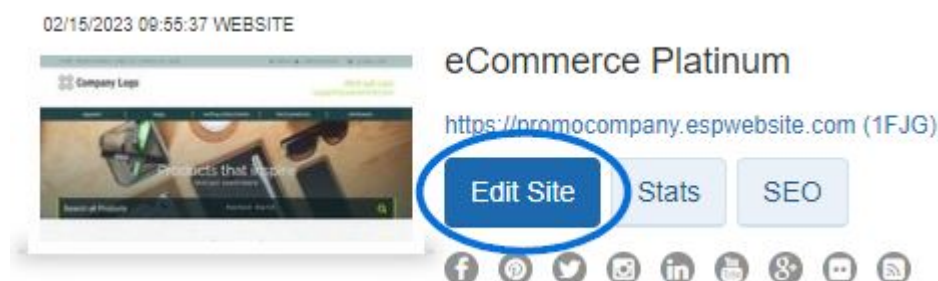 02/15/2023 09:55:37 WEBSITE
eCommerce Platinum
https://promocompany.espwebsite.com (1FJG)
Company Logo
Products that inspire
Search all Products
Edit Site
Stats
SEO